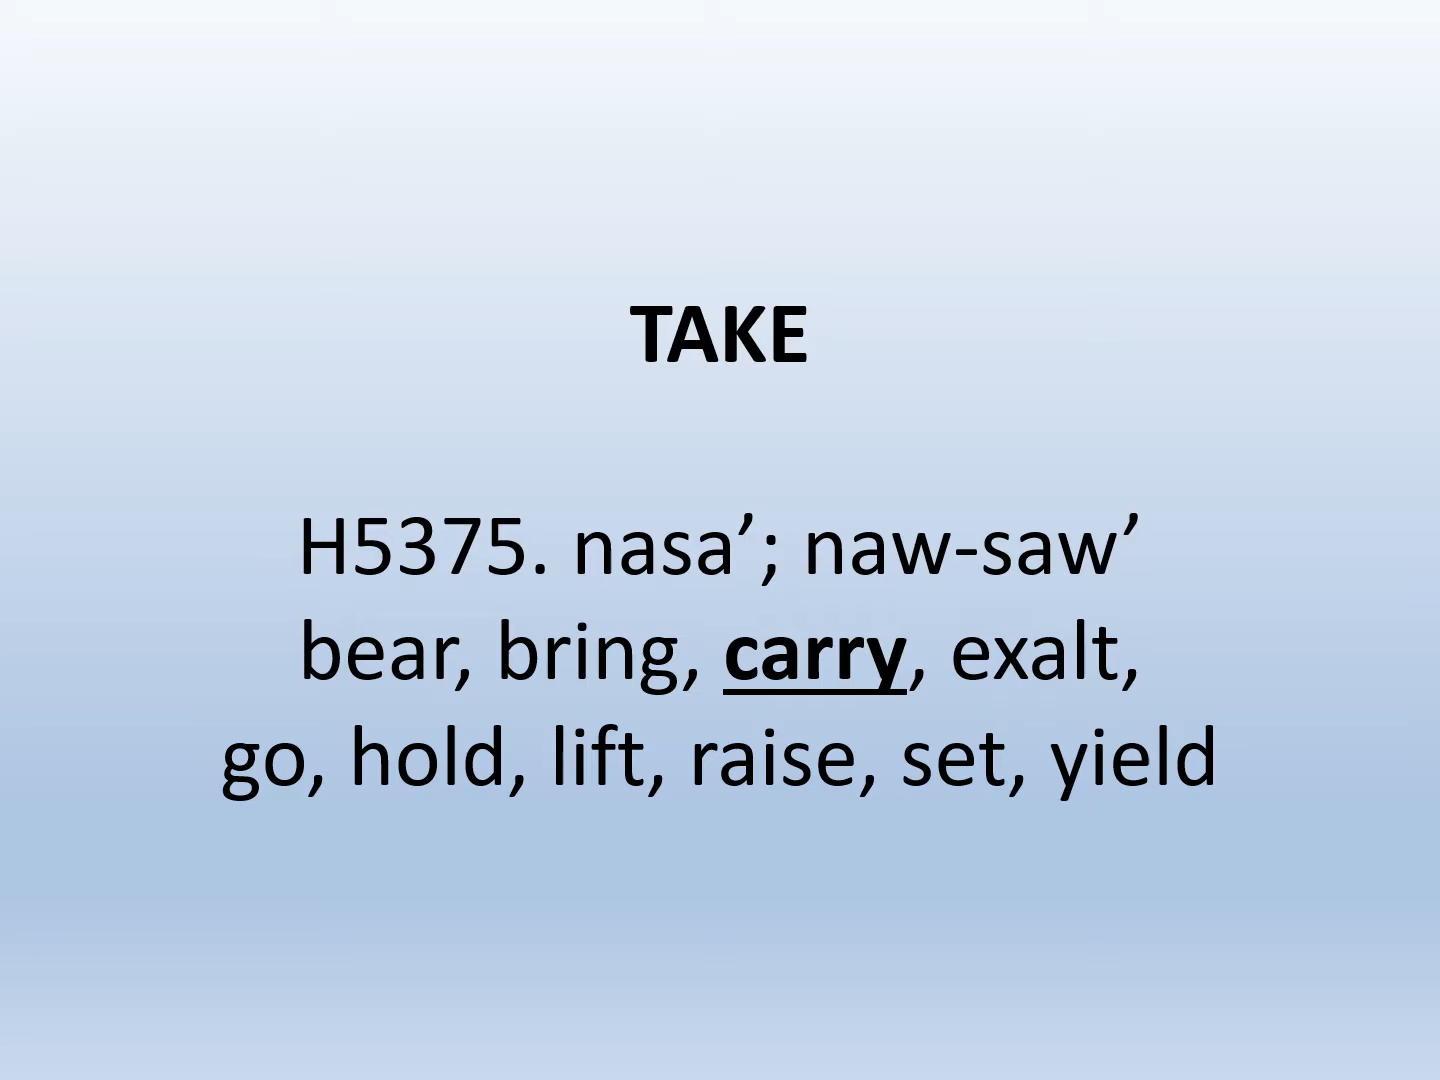 TAKE
H5375. nasa’; naw-saw’
bear, bring, carry, exalt,
go, hold, lift, raise, set, yield